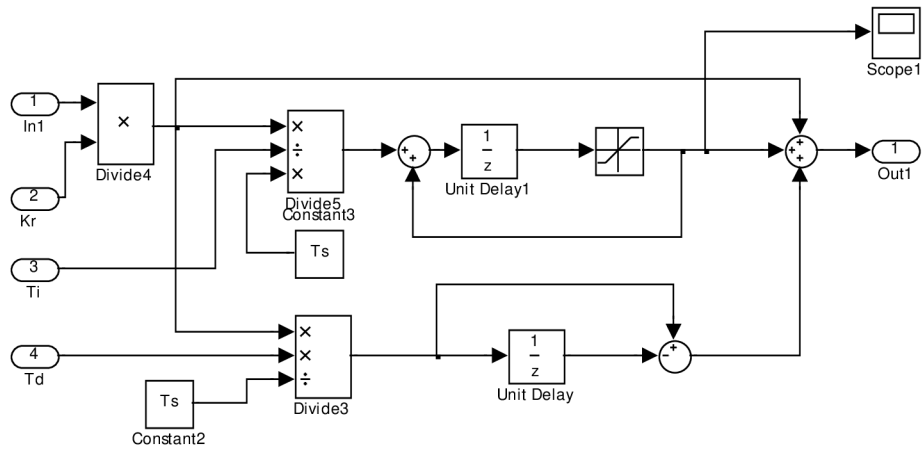 Scope1
1
In1
×
Divide4
×
÷
×
Divide5
+
+
1
z
Unit Delay1
+
+
+
1
Out1
2
Kr
Constant3
Ts
3
Ti
4
Td
×
×
÷
Divide3
1
z
Unit Delay
+
-
Ts
Constant2